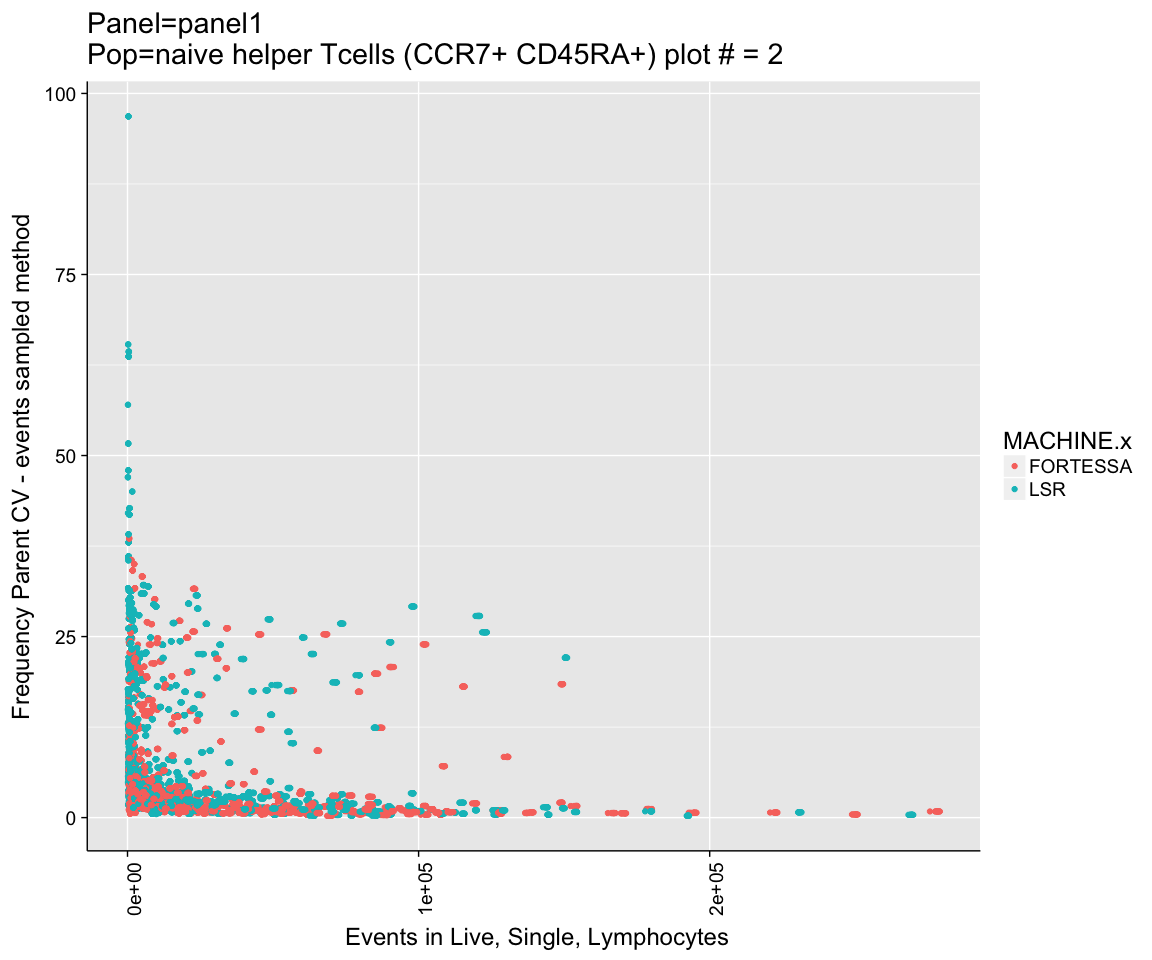 Panel=panel1
Pop=naive helper Tcells (CCR7+ CD45RA+) plot # = 2
Frequency Parent CV - events sampled method
100
75
50
25
0
0e+00
1e+05
2e+05
Events in Live, Single, Lymphocytes
MACHINE.x
FORTESSA
LSR